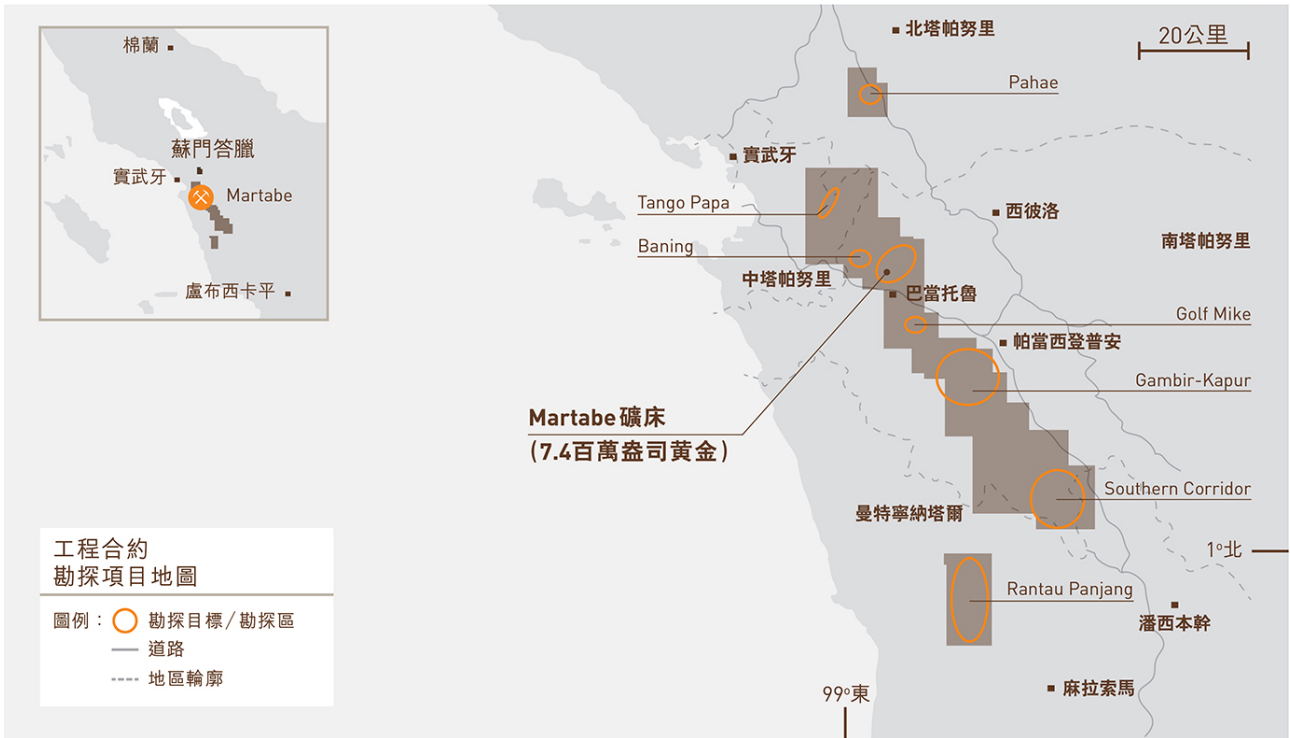 棉蘭
蘇門答臘
實武牙
Martabe
盧布西卡平
北塔帕努里
20公里
Pahae
實武牙
Tango Papa
西彼洛
Baning
南塔帕努里
中塔帕努里
巴當托魯
Golf Mike
帕當西登普安
Gambir-Kapur
Martabe礦床
(7.4百萬盎司黄金)
Southern Corridor
曼特寧納塔爾
1º北
Rantau Panjang
潘西本幹
麻拉索馬
99º東
工程合約
勘探項目地圖
圖例：
勘探目標/勘探區
道路
地區輪廓